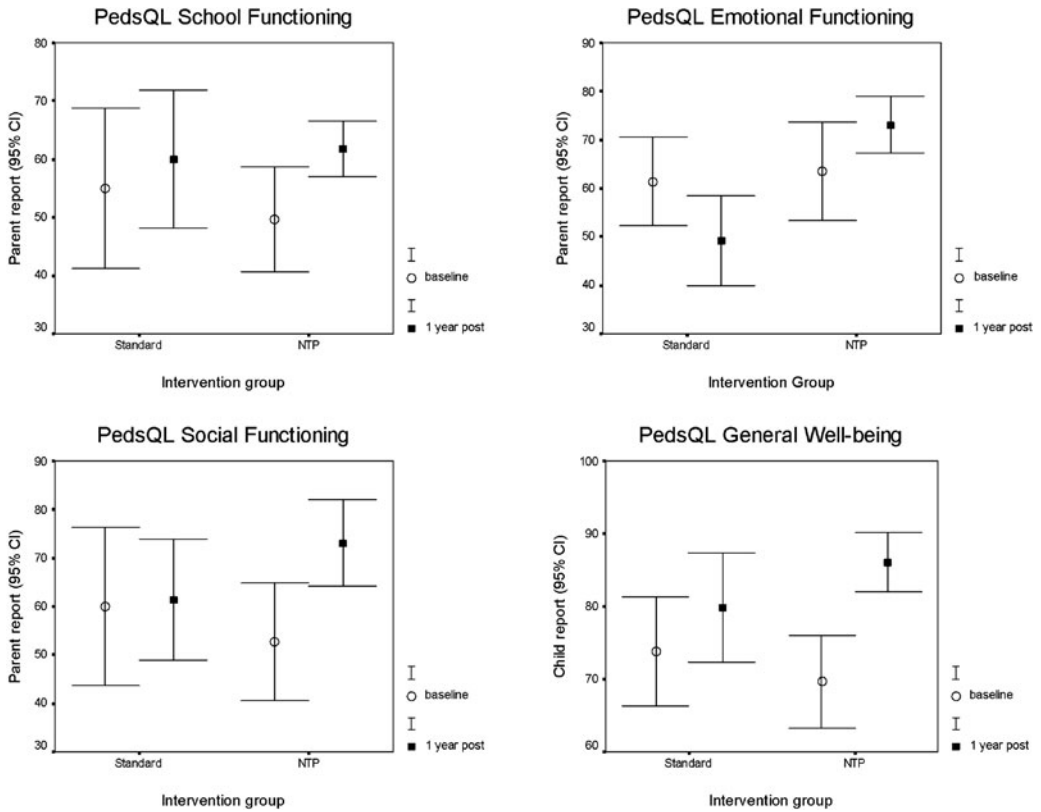 PedsQL School Functioning
80
70
60
50
40
30
Parent report (95% CI)
Standard
NTP
Intervention group
baseline
1 year post
PedsQL Emotional Functioning
90
80
70
60
50
40
30
Parent report (95% CI)
Standard
NTP
Intervention Group
baseline
1 year post
PedsQL Social Functioning
90
80
70
60
50
40
30
Parent report (95% CI)
Standard
NTP
Intervention group
baseline
1 year post
PedsQL General Well-being
100
90
80
70
60
Child report (95% CI)
Standard
NTP
Intervention group
baseline
1 year post